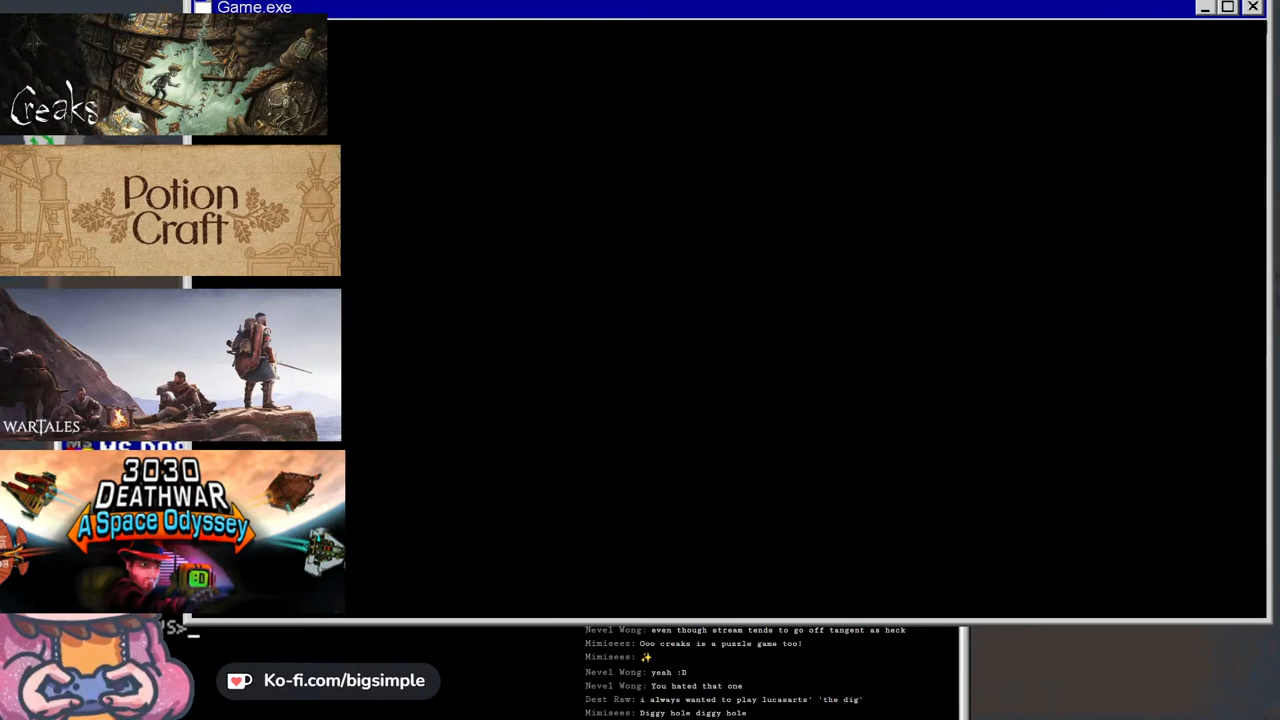 Game.exe
Creaks
Potion
Craft
WARTALES
3030
DEATHWAR
A Space Odyssey
:D
Nevel Wong: even though stream tends to go off tangent as heck
Mimisees: Ooo creaks is a puzzle game too!
Mimisees: ✨
Nevel Wong: yeah :D
Nevel Wong: You hated that one
Dest Raw: i always wanted to play lucasarts' 'the dig'
Mimisees: Diggy hole diggy hole
Ko-fi.com/bigsimple